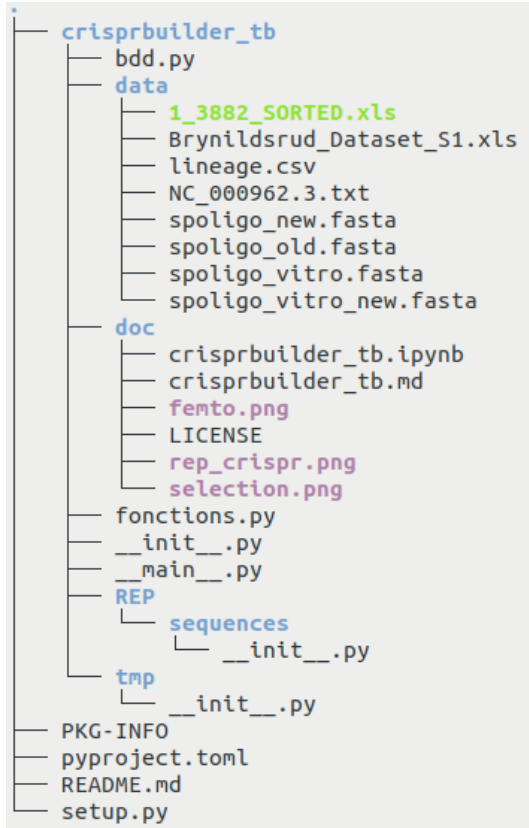 .
crisprbuilder_tb
bdd.py
data
1_3882_SORTED.xls
Brynildsrud_Dataset_S1.xls
lineage.csv
NC_000962.3.txt
spoligo_new.fasta
spoligo_old.fasta
spoligo_vitro.fasta
spoligo_vitro_new.fasta
doc
crisprbuilder_tb.ipynb
crisprbuilder_tb.md
femto.png
LICENSE
rep_crispr.png
selection.png
fonctions.py
__init__.py
__main__.py
REP
sequences
__init__.py
tmp
__init__.py
PKG-INFO
pyproject.toml
README.md
setup.py